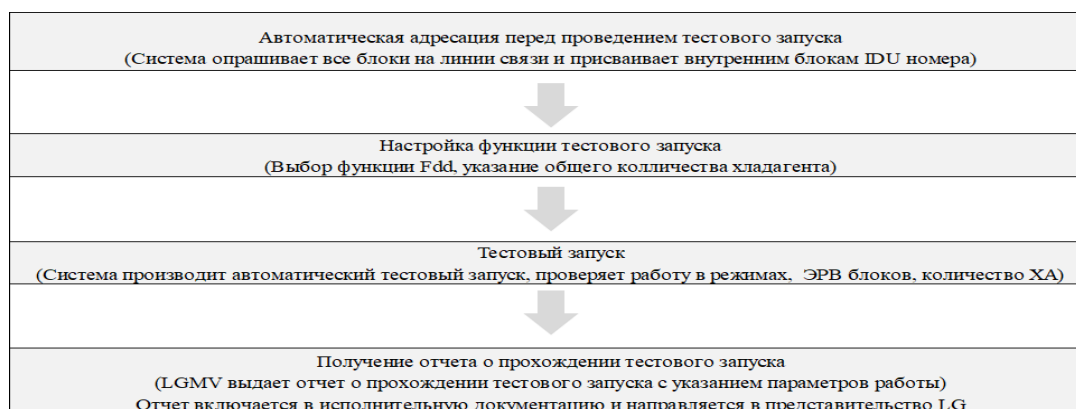 Автоматическая адресация перед проведением тестового запуска
(Система опрашивает все блоки на линии связи и присваивает внутренним блокам IDU номера)
Настройка функции тестового запуска
(Выбор функции Fdd, указание общего колличества хладагента)
Тестовый запуск
(Система производит автоматический тестовый запуск, проверяет работу в режимах, ЭРВ блоков, количество ХА)
Получение отчета о прохождении тестового запуска
(LGMV выдает отчет о прохождении тестового запуска с указанием параметров работы)
Отчет включается в исполнительную документацию и направляется в представительство LG